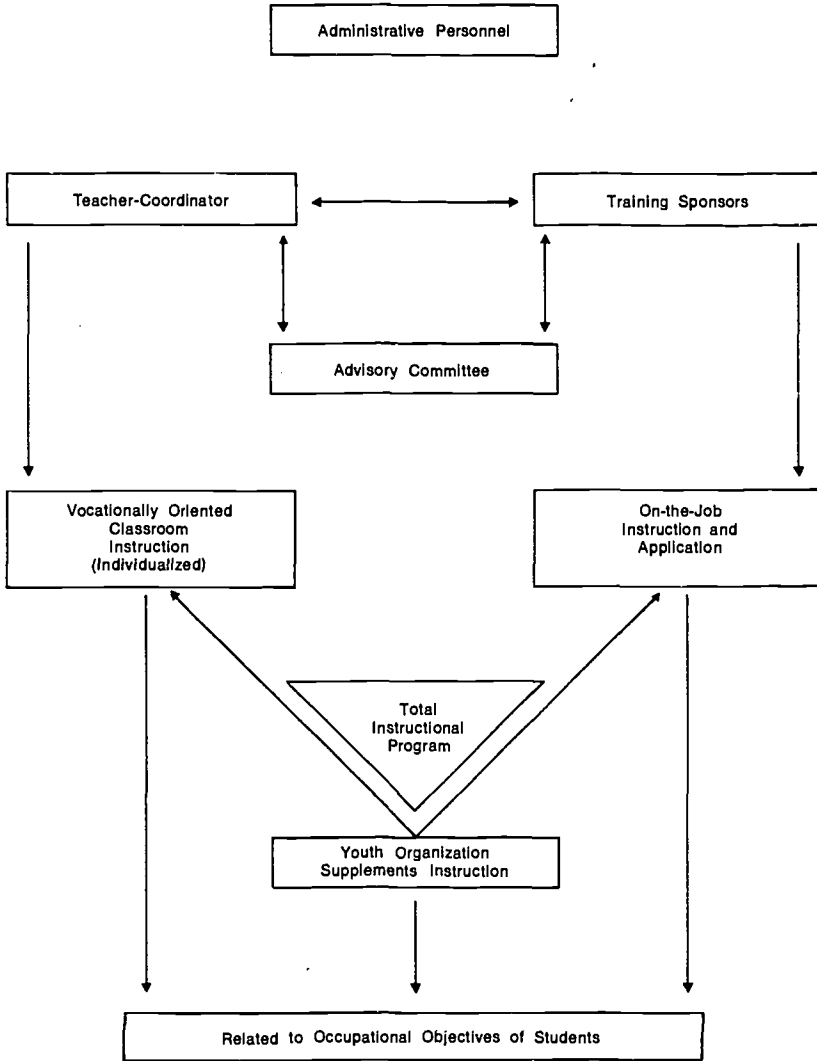 Administrative Personnel
Teacher-Coordinator
Training Sponsors
Advisory Committee
Vocationally Oriented
Classroom
Instruction
(Individualized)
On-the-Job
Instruction and
Application
Total
Instructional
Program
Youth Organization
Supplements Instruction
Related to Occupational Objectives of Students